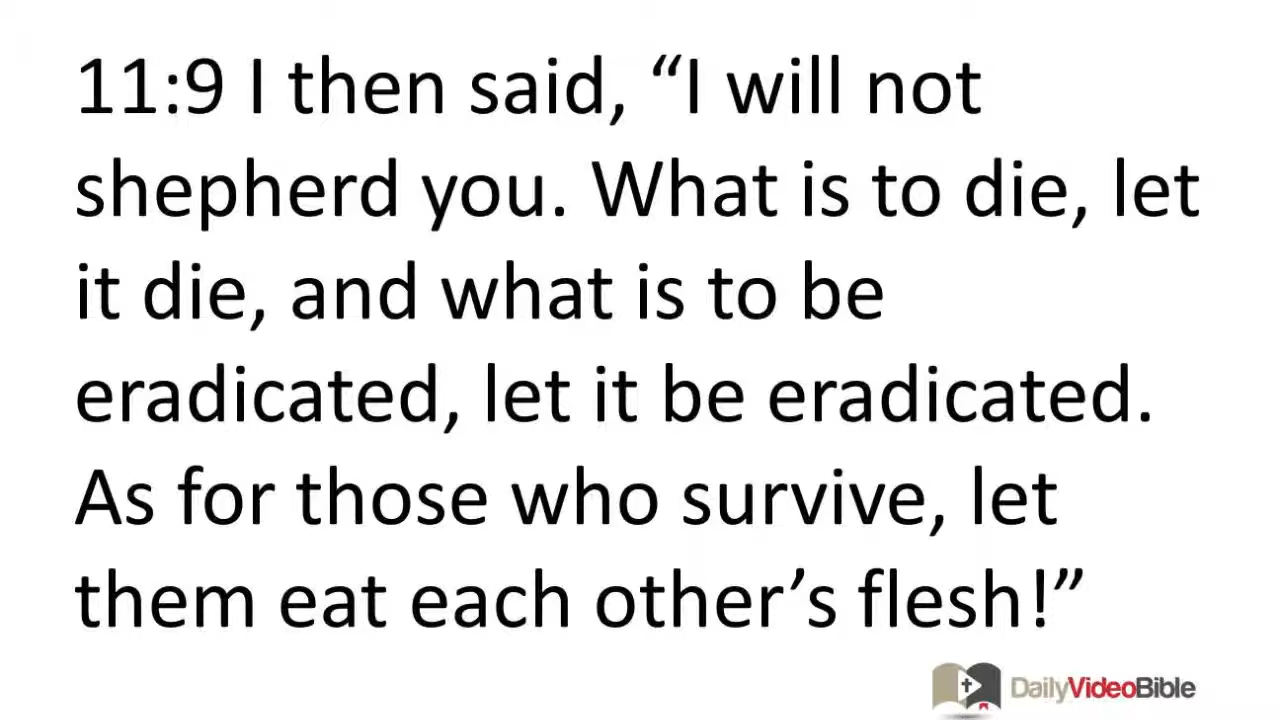 11:9 I then said, “I will not
shepherd you. What is to die, let
it die, and what is to be
eradicated, let it be eradicated.
As for those who survive, let
them eat each other’s flesh!”
DailyVideoBible